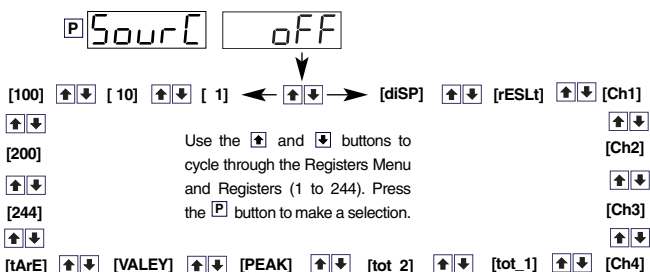 P SourC oFF
[100] [ 10] [ 1] [diSP] [rESLt] [Ch1]
[200] [Ch2]
[244] [Ch3]
Use the and buttons to
cycle through the Registers Menu
and Registers (1 to 244). Press
the P button to make a selection.
[tArE] [VALEY] [PEAK] [tot_2] [tot_1] [Ch4]